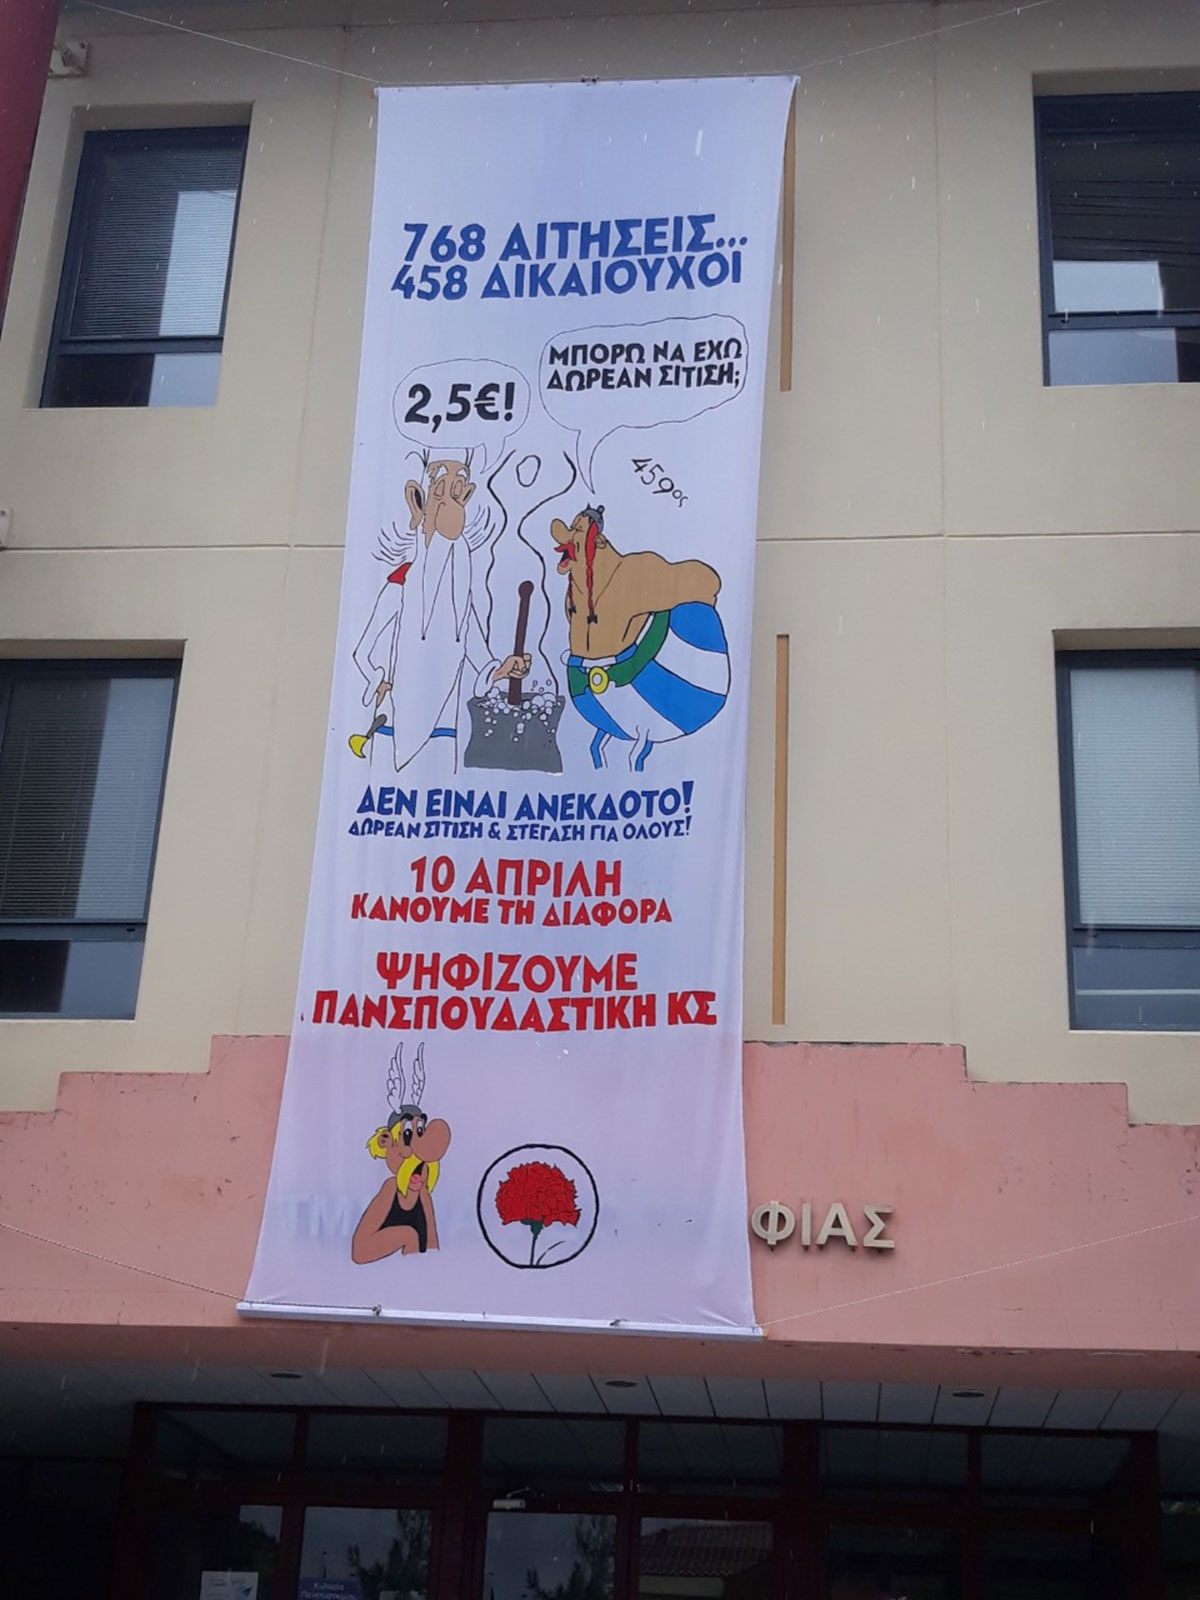 768 ΑΙΤΗΣΕΙΣ...
458 ΔΙΚΑΙΟΥΧΟΙ
2,5€!
ΜΠΟΡΩ ΝΑ ΕΧΩ
ΔΩΡΕΑΝ ΣΙΤΙΣΗ;
459ος
ΔΕΝ ΕΙΝΑΙ ΑΝΕΚΔΟΤΟ!
ΔΩΡΕΑΝ ΣΙΤΙΣΗ & ΣΤΕΓΑΣΗ ΓΙΑ ΟΛΟΥΣ!
10 ΑΠΡΙΛΗ
ΚΑΝΟΥΜΕ ΤΗ ΔΙΑΦΟΡΑ
ΨΗΦΙΖΟΥΜΕ
ΠΑΝΣΠΟΥΔΑΣΤΙΚΗ ΚΣ
ΦΙΑΣ